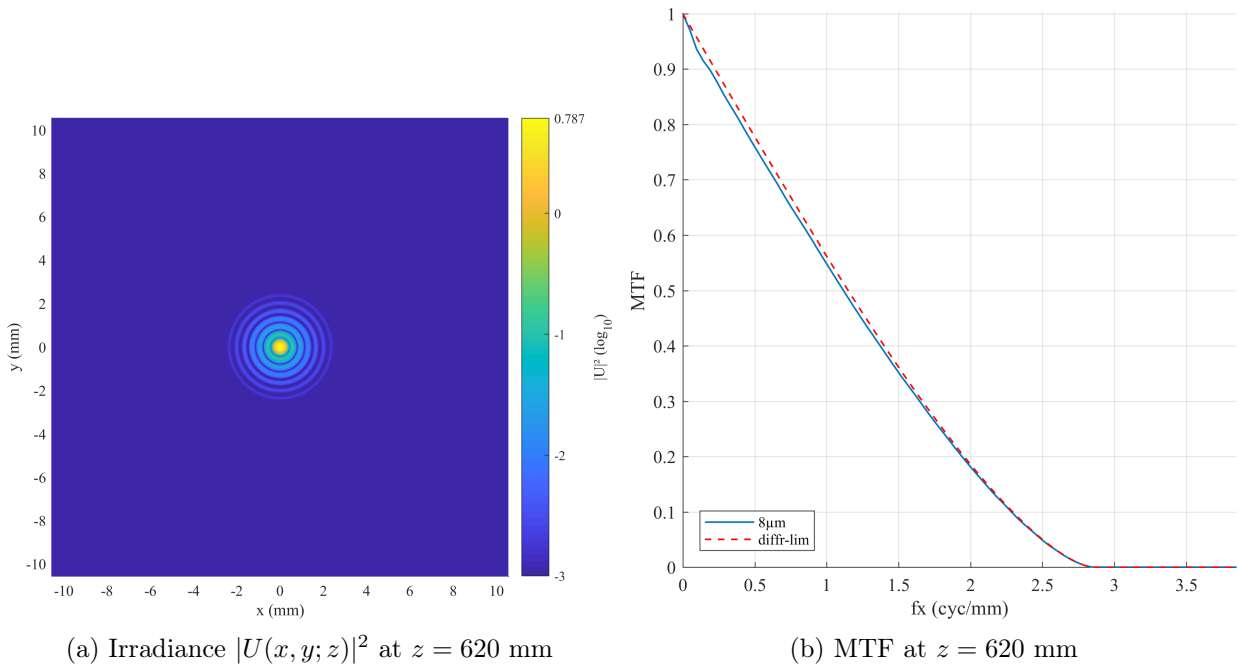 10
8
6
4
2
0
-2
-4
-6
-8
-10
y (mm)
-10 -8 -6 -4 -2 0 2 4 6 8 10
x (mm)
0.787
0
-1
-2
-3
|U|² (log₁₀)
1
0.9
0.8
0.7
0.6
0.5
0.4
0.3
0.2
0.1
0
MTF
8μm
diffr-lim
0 0.5 1 1.5 2 2.5 3 3.5
fx (cyc/mm)
(a) Irradiance |U(x, y; z)|² at z = 620 mm
(b) MTF at z = 620 mm